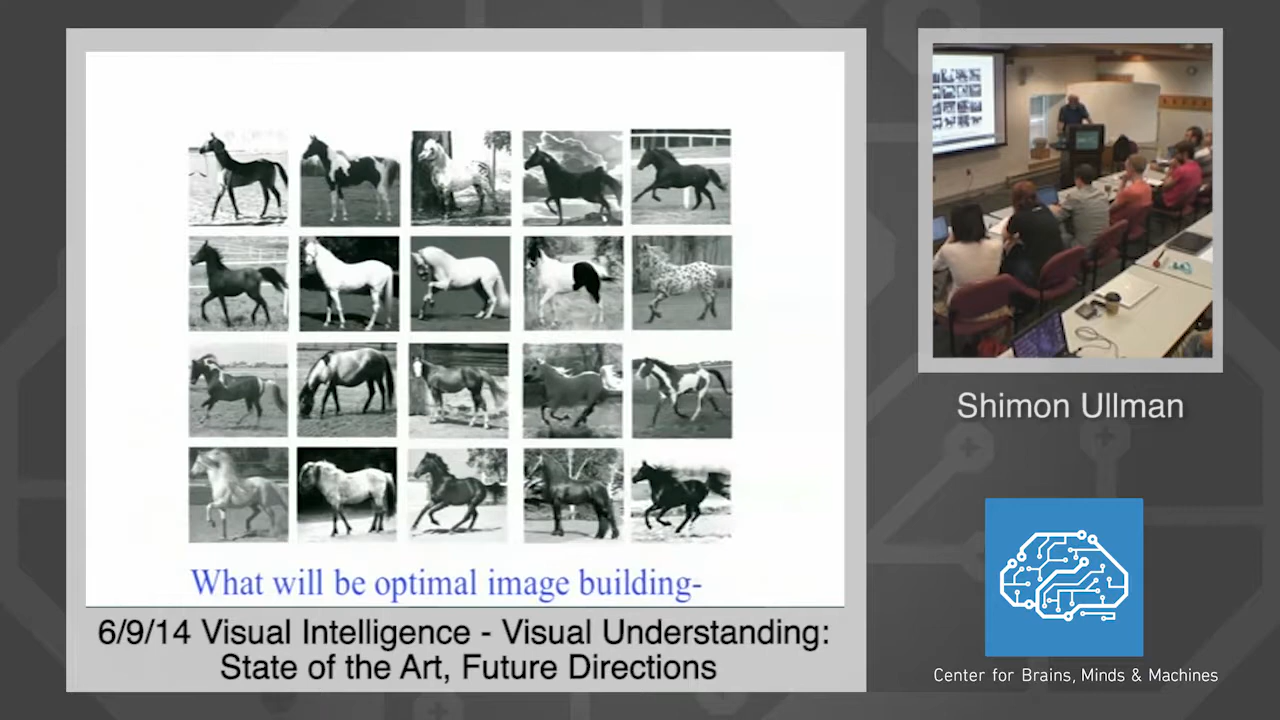 What will be optimal image building-
6/9/14 Visual Intelligence - Visual Understanding:
State of the Art, Future Directions
Shimon Ullman
Center for Brains, Minds & Machines